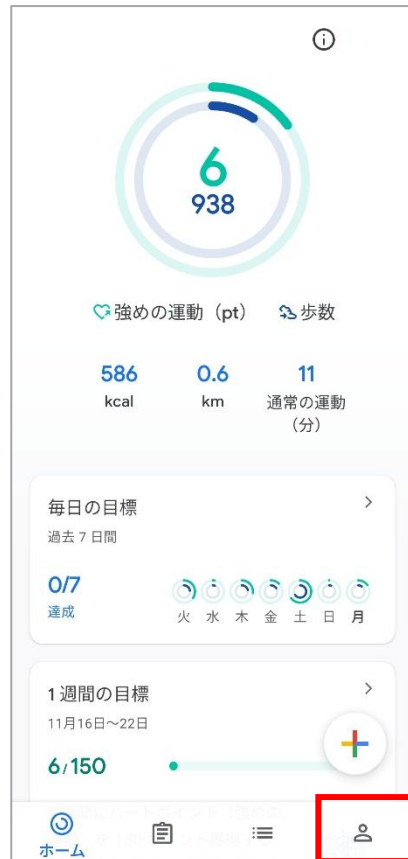 6
938
強めの運動（pt） 歩数
586 0.6 11
kcal km 通常の運動
（分）
毎日の目標
過去 7 日間
0/7
達成
火 水 木 金 土 日 月
1 週間の目標
11月16日～22日
6/150
ホーム